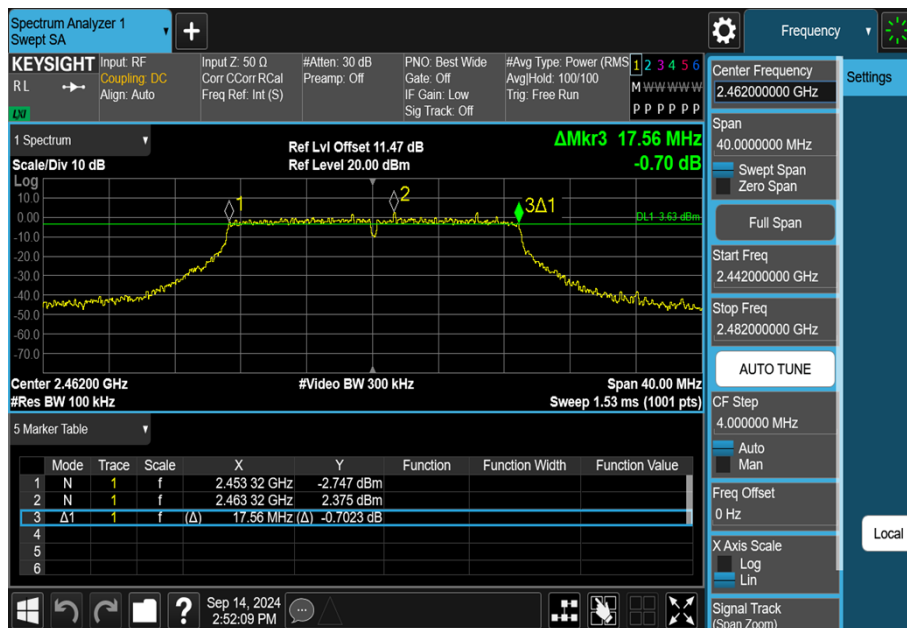 Spectrum Analyzer 1
Swept SA
+
Frequency
KEYSIGHT
RL
LXI
Input: RF
Coupling: DC
Align: Auto
Input Z: 50 Ω
Corr CCorr RCal
Freq Ref: Int (S)
#Atten: 30 dB
Preamp: Off
PNO: Best Wide
Gate: Off
IF Gain: Low
Sig Track: Off
#Avg Type: Power (RMS
Avg|Hold: 100/100
Trig: Free Run
1 2 3 4 5 6
M W W W W W
P P P P P P
Center Frequency
2.462000000 GHz
Settings
1 Spectrum
Scale/Div 10 dB
Ref Lvl Offset 11.47 dB
Ref Level 20.00 dBm
ΔMkr3 17.56 MHz
-0.70 dB
Log
10.0
0.00
-10.0
-20.0
-30.0
-40.0
-50.0
-60.0
-70.0
1
2
3Δ1
DL1 -3.63 dBm
Center 2.46200 GHz
#Res BW 100 kHz
#Video BW 300 kHz
Span 40.00 MHz
Sweep 1.53 ms (1001 pts)
Span
40.0000000 MHz
Swept Span
Zero Span
Full Span
Start Freq
2.442000000 GHz
Stop Freq
2.482000000 GHz
AUTO TUNE
CF Step
4.000000 MHz
Auto
Man
Freq Offset
0 Hz
X Axis Scale
Log
Lin
Signal Track
(Span Zoom)
Local
5 Marker Table
Mode Trace Scale X Y Function Function Width Function Value
1 N 1 f 2.453 32 GHz -2.747 dBm
2 N 1 f 2.463 32 GHz 2.375 dBm
3 Δ1 1 f (Δ) 17.56 MHz (Δ) -0.7023 dB
4
5
6
?
Sep 14, 2024
2:52:09 PM